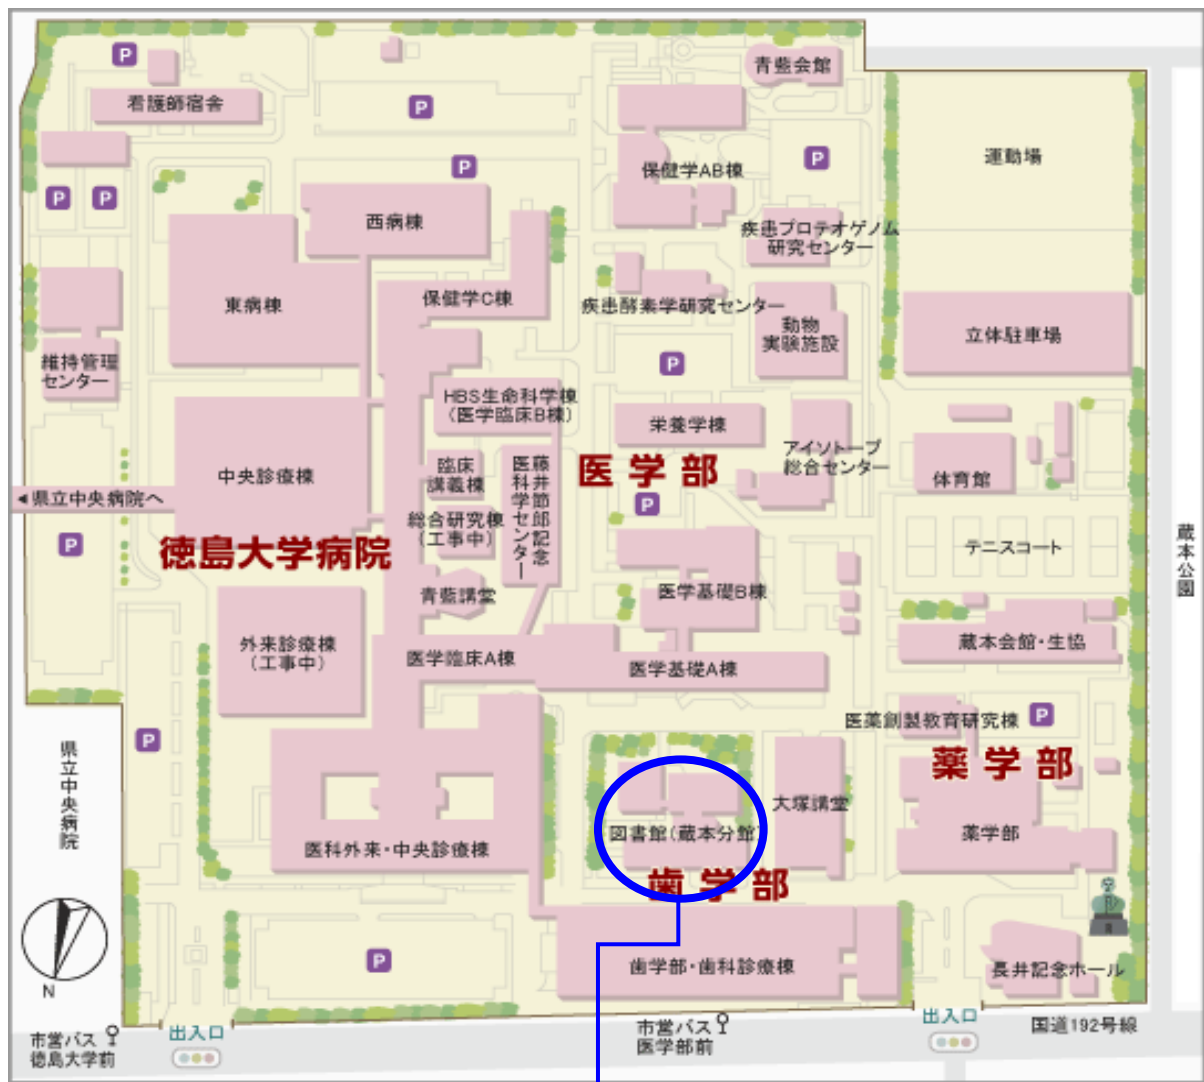 P
青藍会館
看護師宿舎
P
P
保健学AB棟
P
運動場
P
P
西病棟
疾患プロテオゲノム
研究センター
東病棟
保健学C棟
疾患酵素学研究センター
動物
実験施設
立体駐車場
維持管理
センター
P
HBS生命科学棟
(医学臨床B棟)
栄養学棟
アイソトープ
総合センター
中央診療棟
臨床
講義棟
藤井節郎記念
医科学センター
医学部
体育館
◀県立中央病院へ
P
総合研究棟
(工事中)
P
徳島大学病院
テニスコート
蔵本公園
青藍講堂
医学基礎B棟
外来診療棟
(工事中)
医学臨床A棟
医学基礎A棟
蔵本会館・生協
P
医薬創製教育研究棟
P
薬学部
県立中央病院
大塚講堂
図書館(蔵本分館)
薬学部
医科外来・中央診療棟
歯学部
P
歯学部・歯科診療棟
長井記念ホール
N
市営バス
徳島大学前
出入口
市営バス
医学部前
出入口
国道192号線